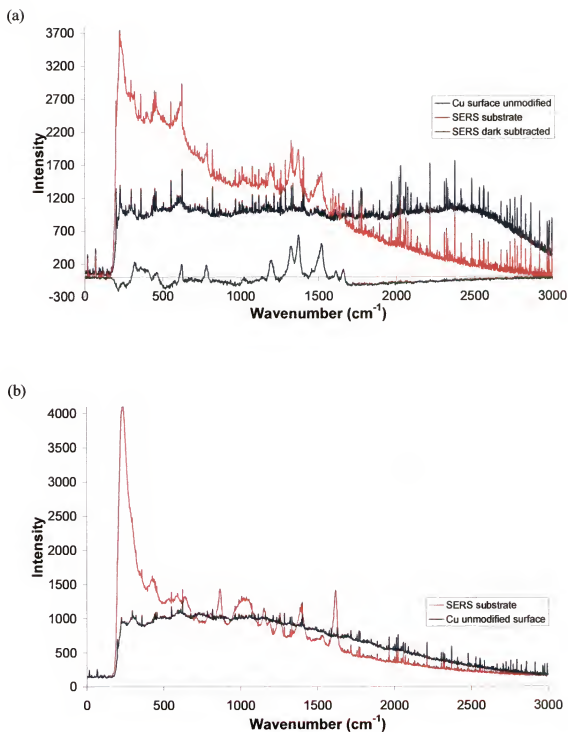 (a)
3700
3200
2700
2200
1700
1200
700
200
-300
Intensity
Cu surface unmodified
SERS substrate
SERS dark subtracted
0 500 1000 1500 2000 2500 3000
Wavenumber (cm-1)
(b)
4000
3500
3000
2500
2000
1500
1000
500
0
Intensity
SERS substrate
Cu unmodified surface
0 500 1000 1500 2000 2500 3000
Wavenumber (cm-1)